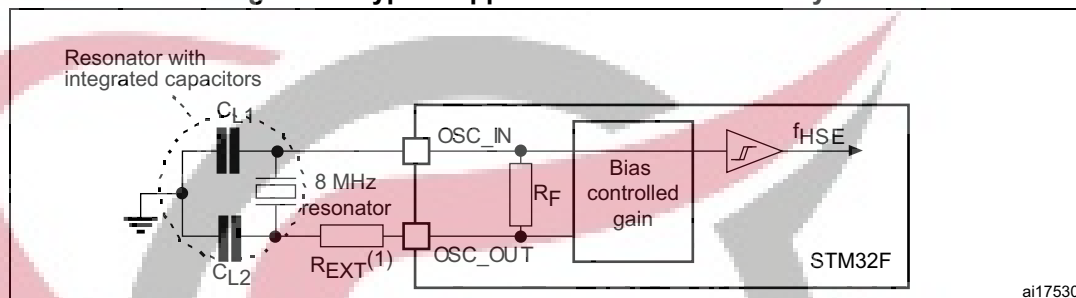 Resonator with
integrated capacitors
CL1
OSC_IN
fHSE
8 MHz
resonator
RF
Bias
controlled
gain
REXT(1)
OSC_OUT
STM32F
CL2
ai17530